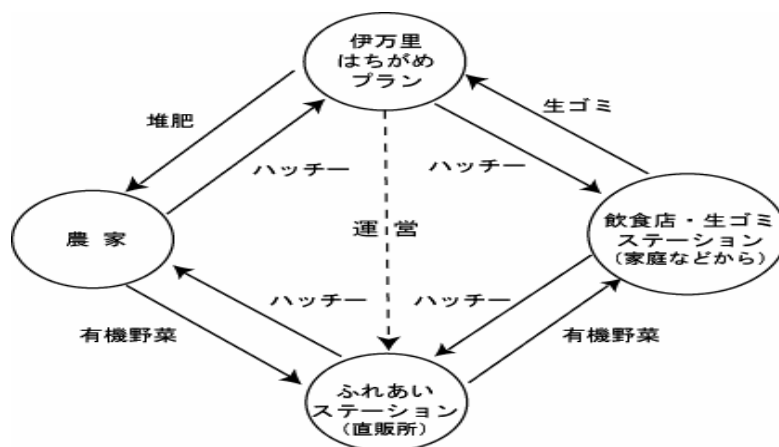 伊万里
はちがめ
プラン
堆肥
生ゴミ
ハッチー
ハッチー
農 家
運 営
飲食店・生ゴミ
ステーション
(家庭などから)
ハッチー
ハッチー
有機野菜
有機野菜
ふれあい
ステーション
(直販所)